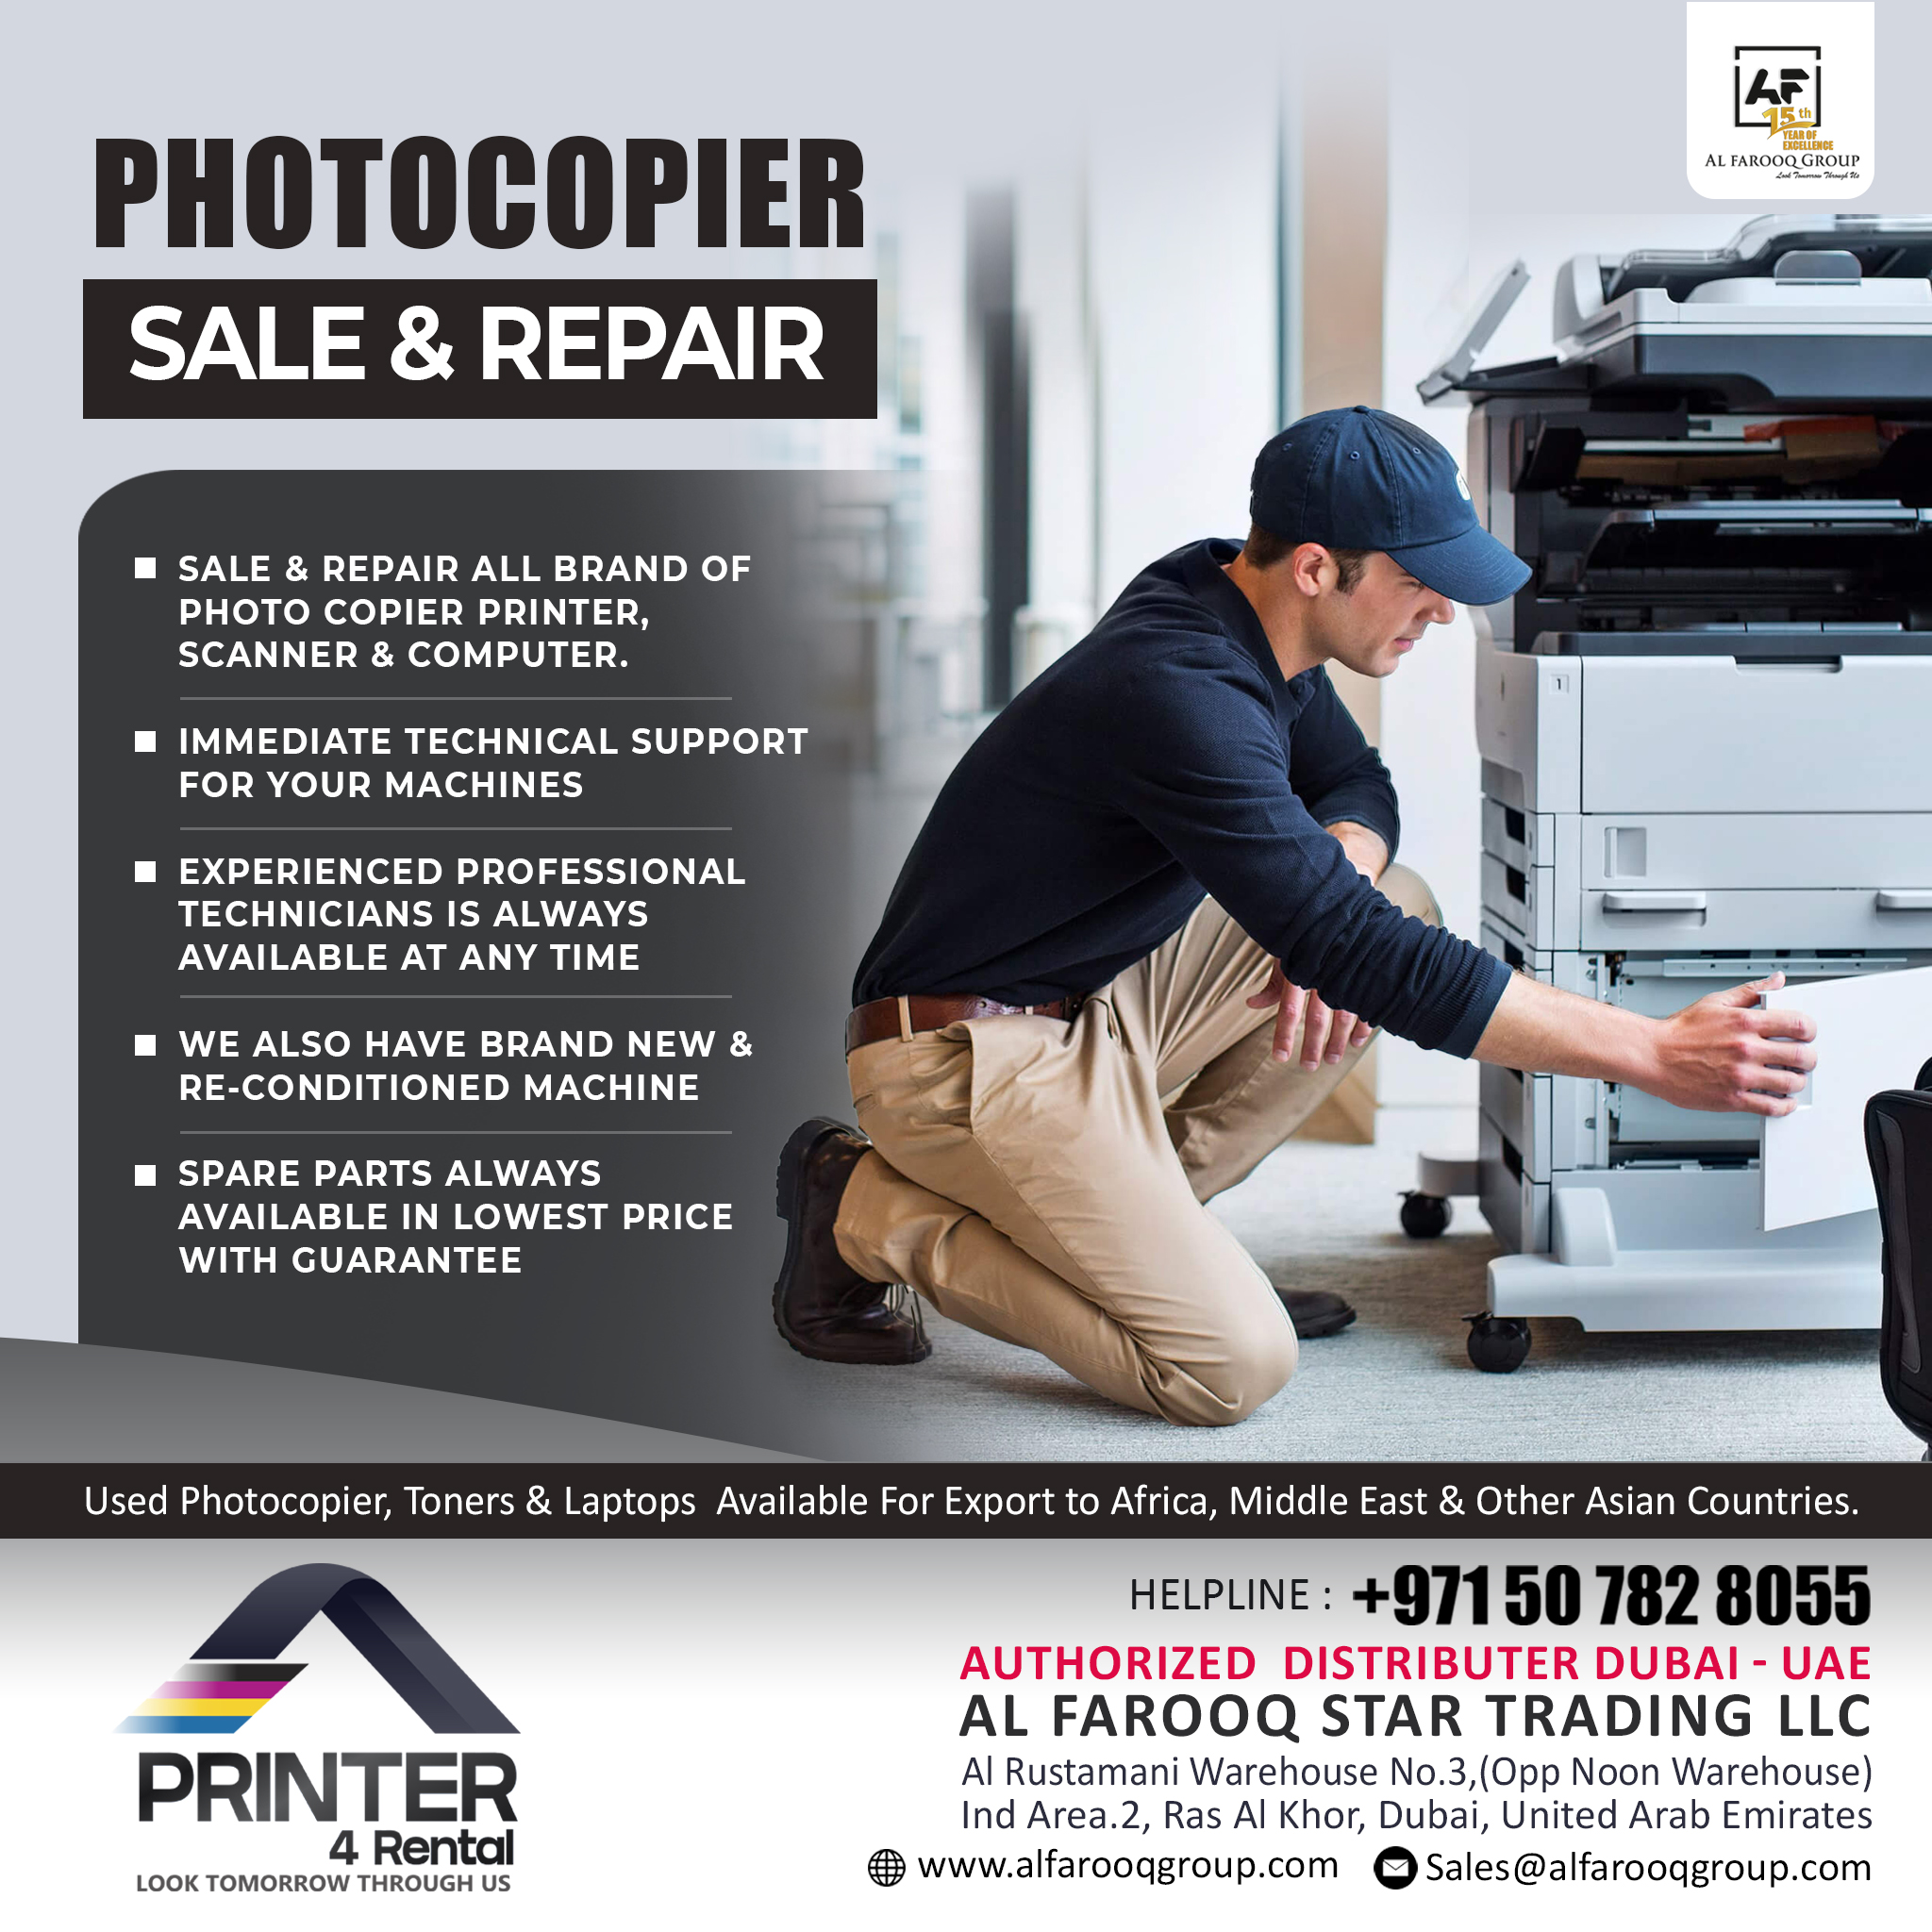 AF
15th
YEAR OF
EXCELLENCE
AL FAROOQ GROUP
Look Tomorrow Through Us
PHOTOCOPIER
SALE & REPAIR
SALE & REPAIR ALL BRAND OF
PHOTO COPIER PRINTER,
SCANNER & COMPUTER.
IMMEDIATE TECHNICAL SUPPORT
FOR YOUR MACHINES
EXPERIENCED PROFESSIONAL
TECHNICIANS IS ALWAYS
AVAILABLE AT ANY TIME
WE ALSO HAVE BRAND NEW &
RE-CONDITIONED MACHINE
SPARE PARTS ALWAYS
AVAILABLE IN LOWEST PRICE
WITH GUARANTEE
1
Used Photocopier, Toners & Laptops Available For Export to Africa, Middle East & Other Asian Countries.
PRINTER
4 Rental
LOOK TOMORROW THROUGH US
HELPLINE : +971 50 782 8055
AUTHORIZED DISTRIBUTER DUBAI - UAE
AL FAROOQ STAR TRADING LLC
Al Rustamani Warehouse No.3,(Opp Noon Warehouse)
Ind Area.2, Ras Al Khor, Dubai, United Arab Emirates
www.alfarooqgroup.com Sales@alfarooqgroup.com